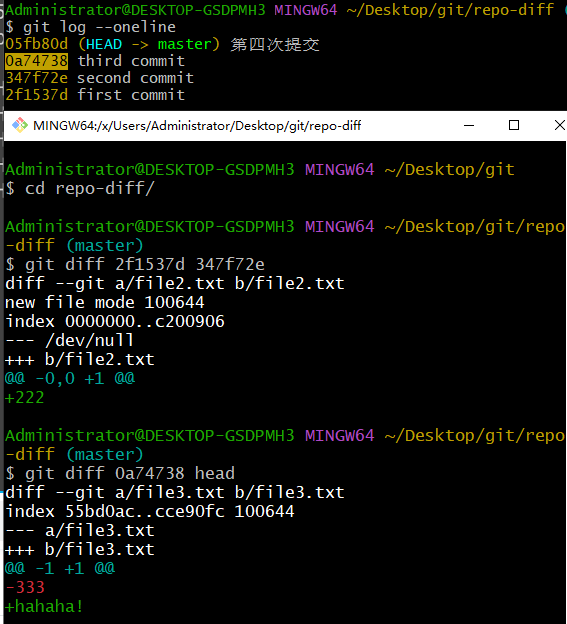 Administrator@DESKTOP-GSDPMH3 MINGW64 ~/Desktop/git/repo-diff (
$ git log --oneline
05fb80d (HEAD -> master) 第四次提交
0a74738 third commit
347f72e second commit
2f1537d first commit
MINGW64:/x/Users/Administrator/Desktop/git/repo-diff
Administrator@DESKTOP-GSDPMH3 MINGW64 ~/Desktop/git
$ cd repo-diff/
Administrator@DESKTOP-GSDPMH3 MINGW64 ~/Desktop/git/repo
-diff (master)
$ git diff 2f1537d 347f72e
diff --git a/file2.txt b/file2.txt
new file mode 100644
index 0000000..c200906
--- /dev/null
+++ b/file2.txt
@@ -0,0 +1 @@
+222
Administrator@DESKTOP-GSDPMH3 MINGW64 ~/Desktop/git/repo
-diff (master)
$ git diff 0a74738 head
diff --git a/file3.txt b/file3.txt
index 55bd0ac..cce90fc 100644
--- a/file3.txt
+++ b/file3.txt
@@ -1 +1 @@
-333
+hahaha!